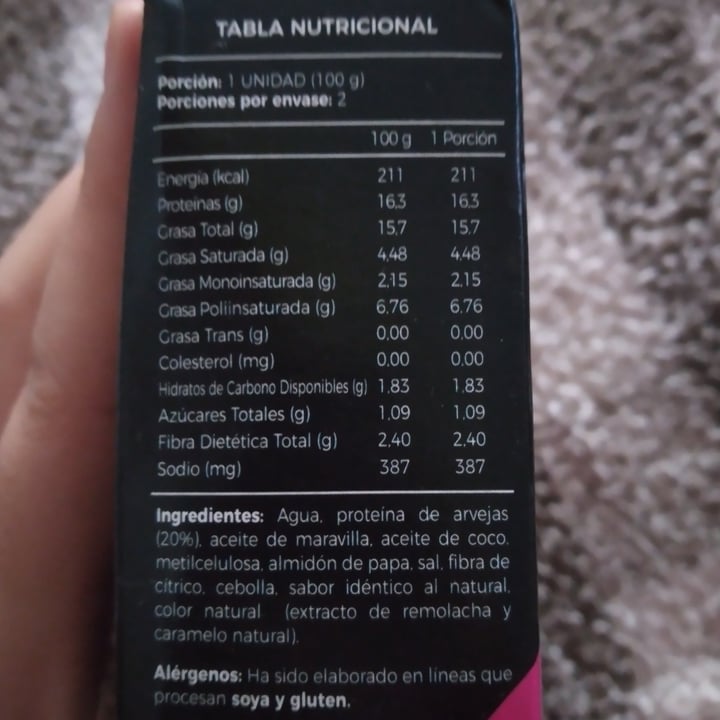 TABLA NUTRICIONAL
Porción: 1 UNIDAD (100 g)
Porciones por envase: 2
100 g 1 Porción
Energía (kcal) 211 211
Proteínas (g) 16,3 16,3
Grasa Total (g) 15,7 15,7
Grasa Saturada (g) 4,48 4,48
Grasa Monoinsaturada (g) 2,15 2,15
Grasa Poliinsaturada (g) 6,76 6,76
Grasa Trans (g) 0,00 0,00
Colesterol (mg) 0,00 0,00
Hidratos de Carbono Disponibles (g) 1,83 1,83
Azúcares Totales (g) 1,09 1,09
Fibra Dietética Total (g) 2,40 2,40
Sodio (mg) 387 387
Ingredientes: Agua, proteína de arvejas
(20%), aceite de maravilla, aceite de coco,
metilcelulosa, almidón de papa, sal, fibra de
cítrico, cebolla, sabor idéntico al natural,
color natural (extracto de remolacha y
caramelo natural).
Alérgenos: Ha sido elaborado en líneas que
procesan soya y gluten.